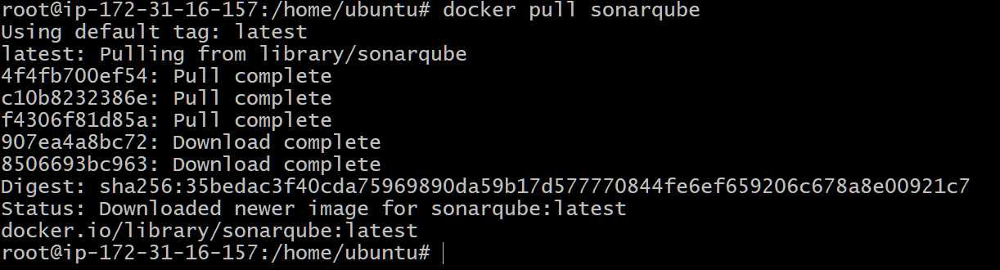 root@ip-172-31-16-157:/home/ubuntu# docker pull sonarqube
Using default tag: latest
latest: Pulling from library/sonarqube
4f4fb700ef54: Pull complete
c10b8232386e: Pull complete
f4306f81d85a: Pull complete
907ea4a8bc72: Download complete
8506693bc963: Download complete
Digest: sha256:35bedac3f40cda75969890da59b17d577770844fe6ef659206c678a8e00921c7
Status: Downloaded newer image for sonarqube:latest
docker.io/library/sonarqube:latest
root@ip-172-31-16-157:/home/ubuntu#